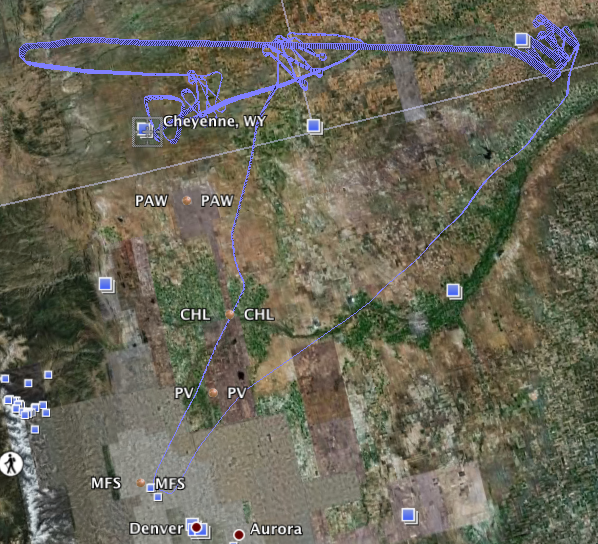 Cheyenne, WY
PAW PAW
CHL CHL
PV PV
MFS MFS
Denver Aurora